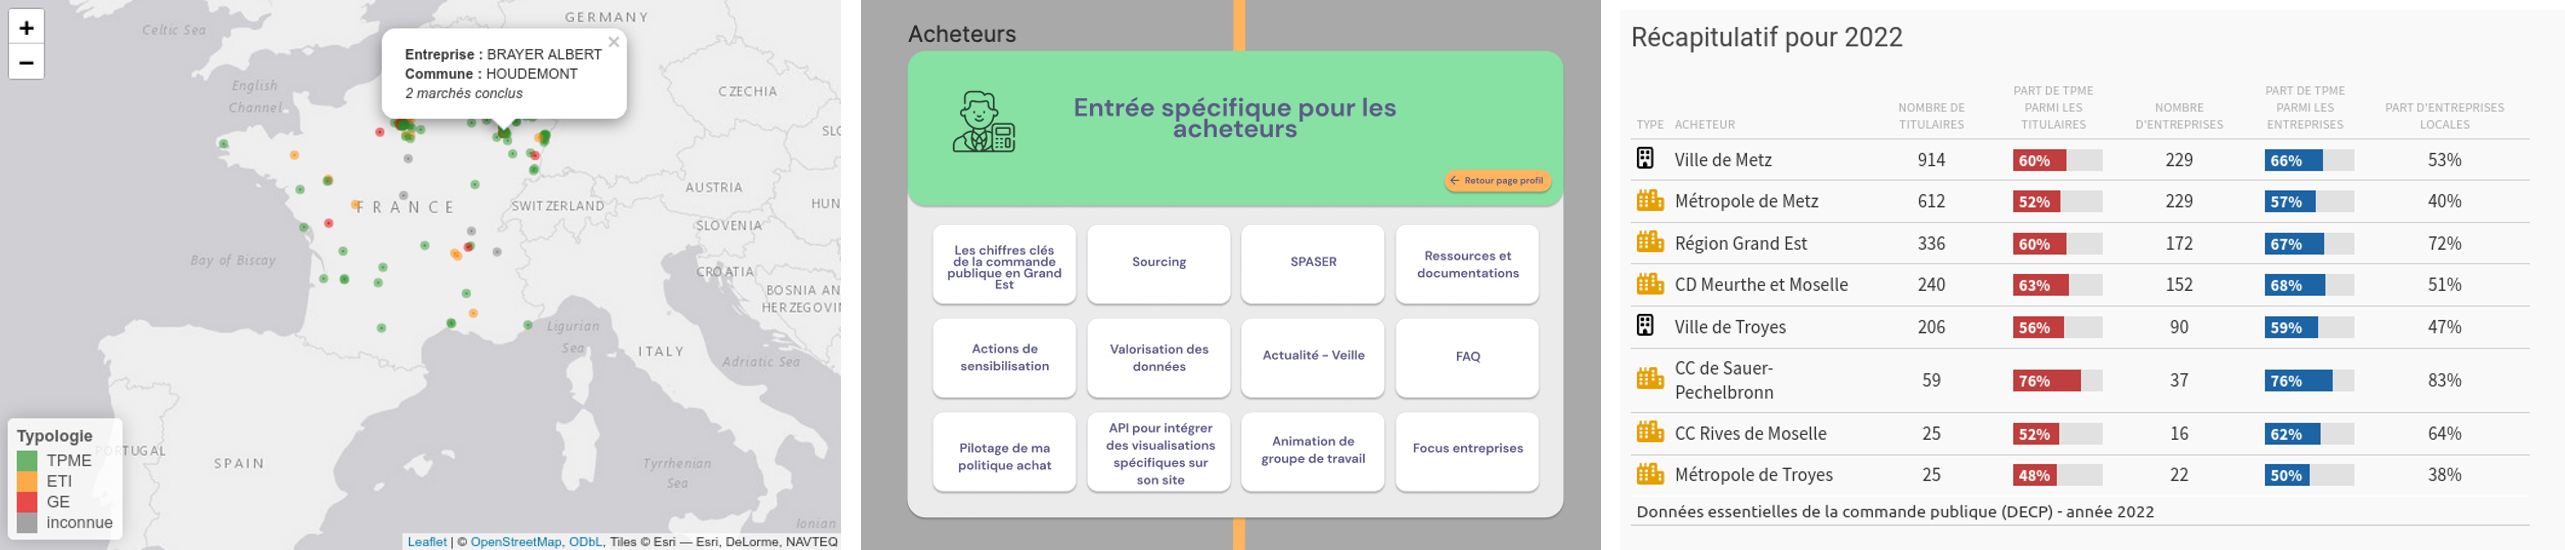 +
−
Celtic Sea
GERMANY
Entreprise : BRAYER ALBERT
Commune : HOUDEMONT
2 marchés conclus
×
English
Channel
CZECHIA
SLO
FRANCE
AUSTRIA
SWITZERLAND
HUN
SLOVENIA
Bay of Biscay
CROATIA
BOSNIA AN
HERZEGOVI
Ligurian
Sea
ITALY
Adriatic Sea
PORTUGAL
SPAIN
Tyrrhenian
Sea
Ionian
Typologie
TPME
ETI
GE
inconnue
Leaflet | © OpenStreetMap, ODbL, Tiles © Esri — Esri, DeLorme, NAVTEQ
Acheteurs
Entrée spécifique pour les
acheteurs
← Retour page profil
Les chiffres clés
de la commande
publique en Grand
Est
Sourcing
SPASER
Ressources et
documentations
Actions de
sensibilisation
Valorisation des
données
Actualité - Veille
FAQ
Pilotage de ma
politique achat
API pour intégrer
des visualisations
spécifiques sur
son site
Animation de
groupe de travail
Focus entreprises
Récapitulatif pour 2022
TYPE ACHETEUR
NOMBRE DE
TITULAIRES
PART DE TPME
PARMI LES
TITULAIRES
NOMBRE
D'ENTREPRISES
PART DE TPME
PARMI LES
ENTREPRISES
PART D'ENTREPRISES
LOCALES
Ville de Metz 914 60% 229 66% 53%
Métropole de Metz 612 52% 229 57% 40%
Région Grand Est 336 60% 172 67% 72%
CD Meurthe et Moselle 240 63% 152 68% 51%
Ville de Troyes 206 56% 90 59% 47%
CC de Sauer-
Pechelbronn 59 76% 37 76% 83%
CC Rives de Moselle 25 52% 16 62% 64%
Métropole de Troyes 25 48% 22 50% 38%
Données essentielles de la commande publique (DECP) - année 2022